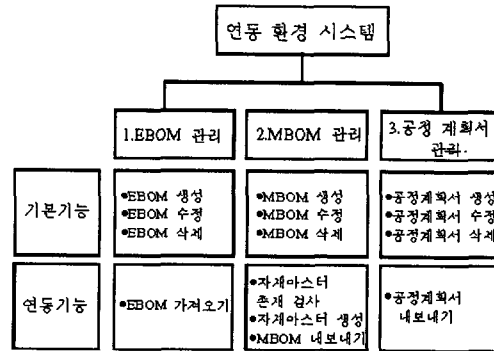 연동 환경 시스템
1.EBOM 관리
2.MBOM 관리
3.공정 계획서
관리.
기본기능
●EBOM 생성
●EBOM 수정
●EBOM 삭제
●MBOM 생성
●MBOM 수정
●MBOM 삭제
●공정계획서 생성
●공정계획서 수정
●공정계획서 삭제
연동기능
●EBOM 가져오기
●자재마스터
존재 검사
●자재마스터 생성
●MBOM 내보내기
●공정계획서
내보내기